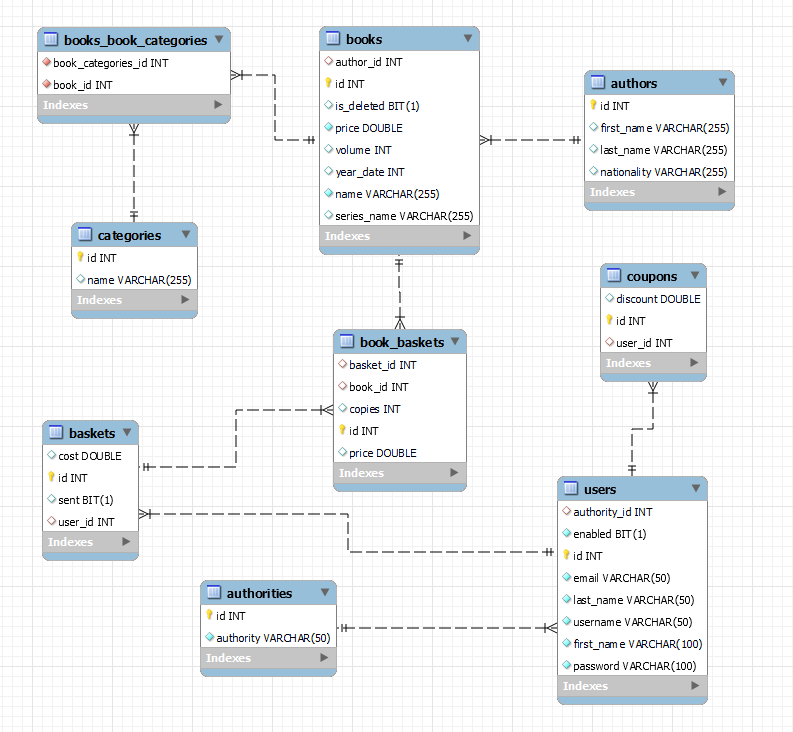 books_book_categories
book_categories_id INT
book_id INT
Indexes
books
author_id INT
id INT
is_deleted BIT(1)
price DOUBLE
volume INT
year_date INT
name VARCHAR(255)
series_name VARCHAR(255)
Indexes
authors
id INT
first_name VARCHAR(255)
last_name VARCHAR(255)
nationality VARCHAR(255)
Indexes
categories
id INT
name VARCHAR(255)
Indexes
coupons
discount DOUBLE
id INT
user_id INT
Indexes
book_baskets
basket_id INT
book_id INT
copies INT
id INT
price DOUBLE
Indexes
baskets
cost DOUBLE
id INT
sent BIT(1)
user_id INT
Indexes
users
authority_id INT
enabled BIT(1)
id INT
email VARCHAR(50)
last_name VARCHAR(50)
username VARCHAR(50)
first_name VARCHAR(100)
password VARCHAR(100)
Indexes
authorities
id INT
authority VARCHAR(50)
Indexes